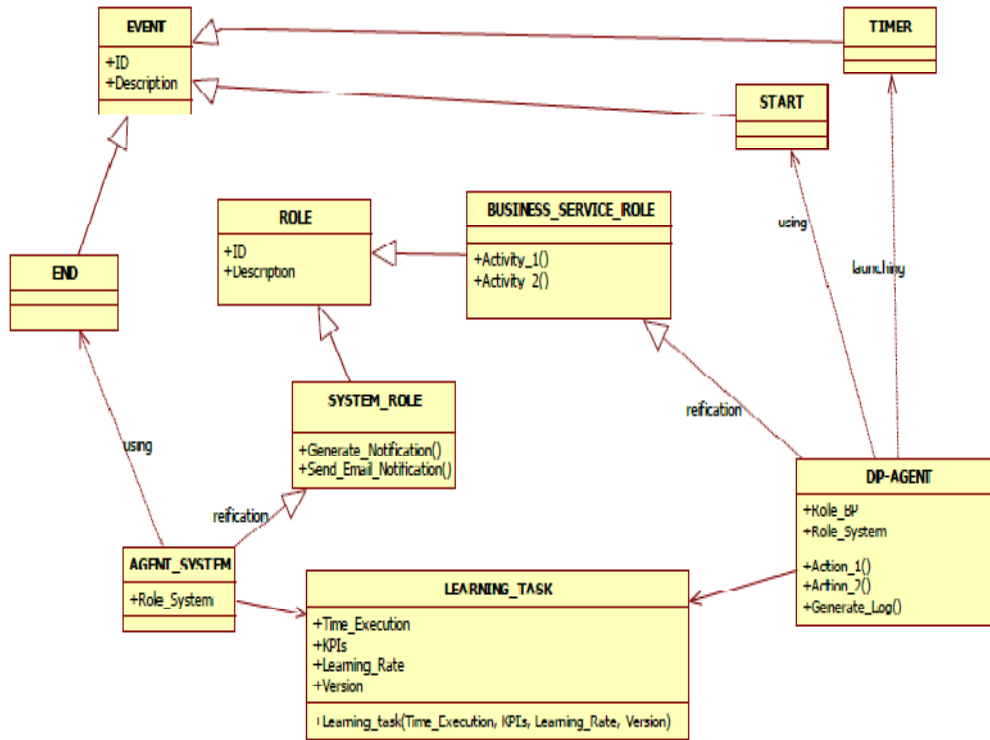 EVENT
+ID
+Description
TIMER
START
ROLE
+ID
+Description
BUSINESS_SERVICE_ROLE
+Activity_1()
+Activity_2()
using
launching
END
SYSTEM_ROLE
+Generate_Notification()
+Send_Email_Notification()
reification
using
reification
DP-AGENT
+Role_BP
+Role_System
+Action_1()
+Action_2()
+Generate_Log()
AGENT_SYSTEM
+Role_System
LEARNING_TASK
+Time_Execution
+KPIs
+Learning_Rate
+Version
+Learning_task(Time_Execution, KPIs, Learning_Rate, Version)